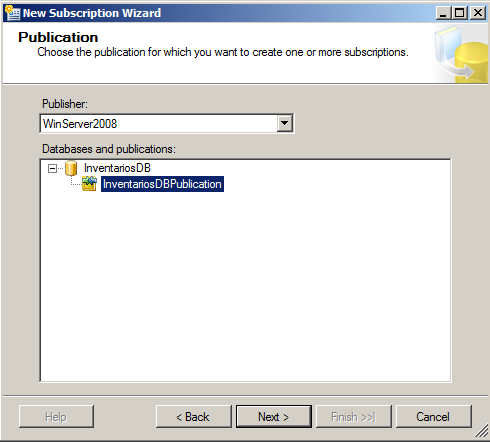 New Subscription Wizard
Publication
Choose the publication for which you want to create one or more subscriptions.
Publisher:
WinServer2008
Databases and publications:
InventariosDB
InventariosDBPublication
Help
< Back
Next >
Finish >>|
Cancel